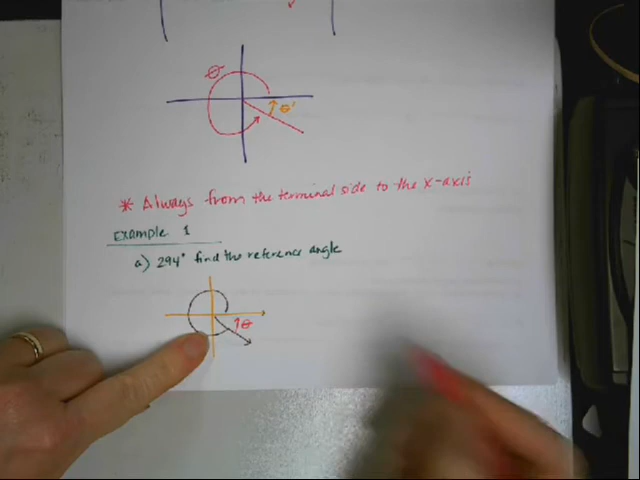 θ
θ'
* Always from the terminal side to the x-axis
Example 1
a) 294° find the reference angle
θ